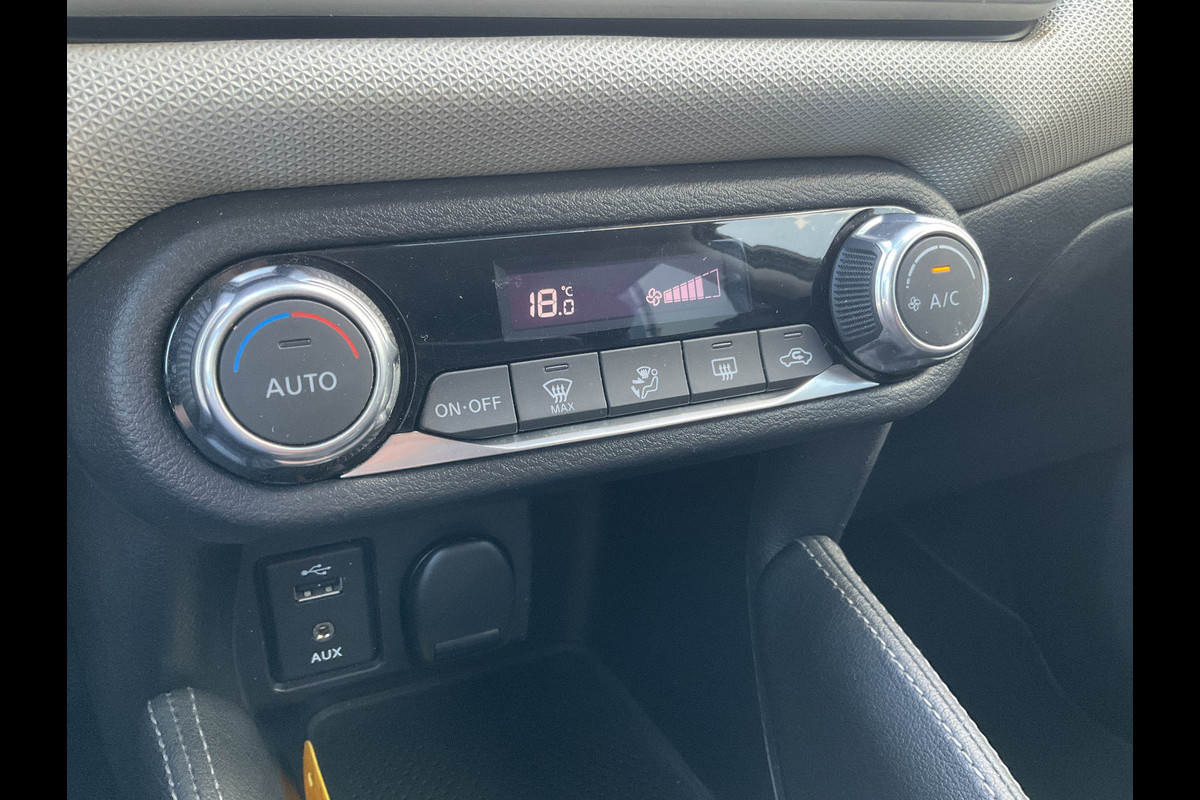 18.0 °C
AUTO
ON·OFF
MAX
A/C
AUX